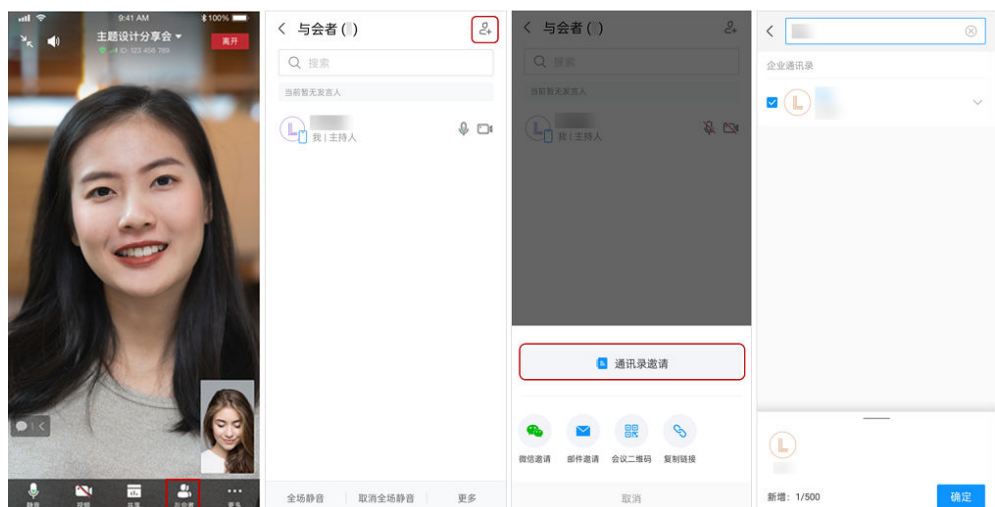 9:41 AM
100%
主题设计分享会
ID: 123 456 789
离开
静音
视频
共享
与会者
更多
与会者 ( )
搜索
当前暂无发言人
我 | 主持人
全场静音
取消全场静音
更多
与会者 ( )
搜索
当前暂无发言人
我 | 主持人
通讯录邀请
微信邀请
邮件邀请
会议二维码
复制链接
取消
企业通讯录
L
L
新增: 1/500
确定